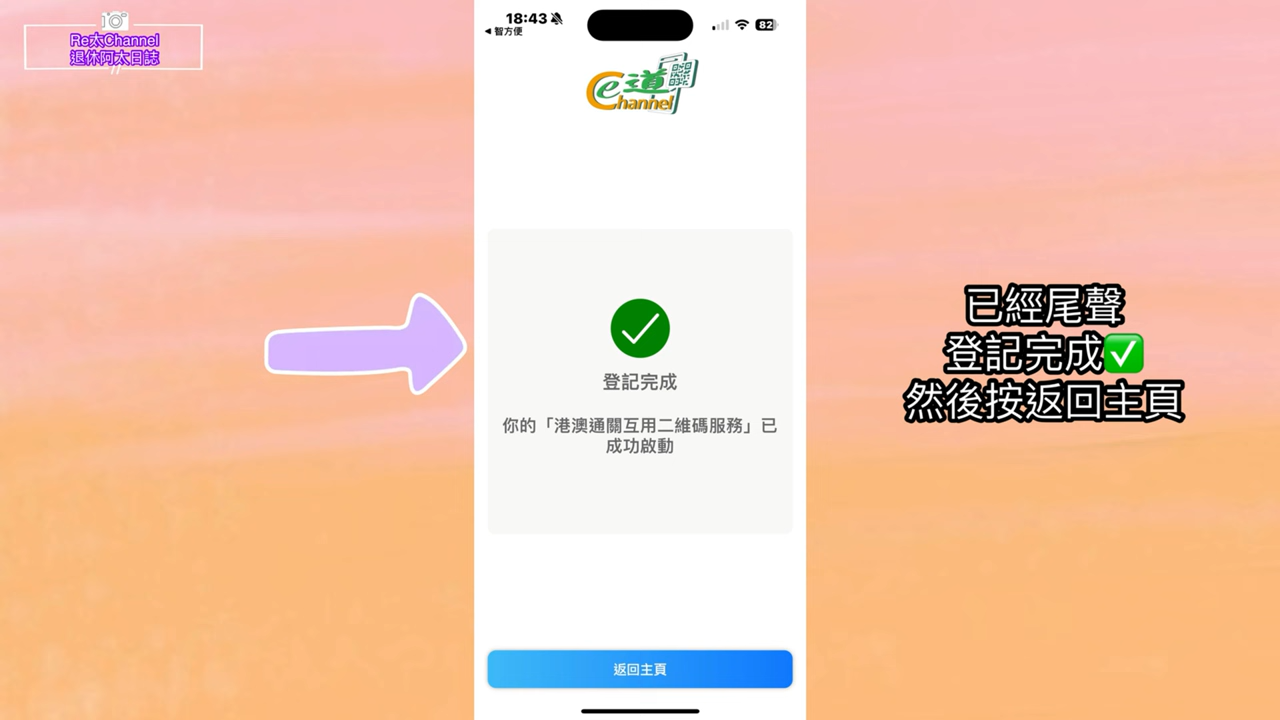 Re太Channel
退休阿太日誌
18:43
智方便
82
e道
Channel
登記完成
你的「港澳通關互用二維碼服務」已
成功啟動
返回主頁
已經尾聲
登記完成✅
然後按返回主頁